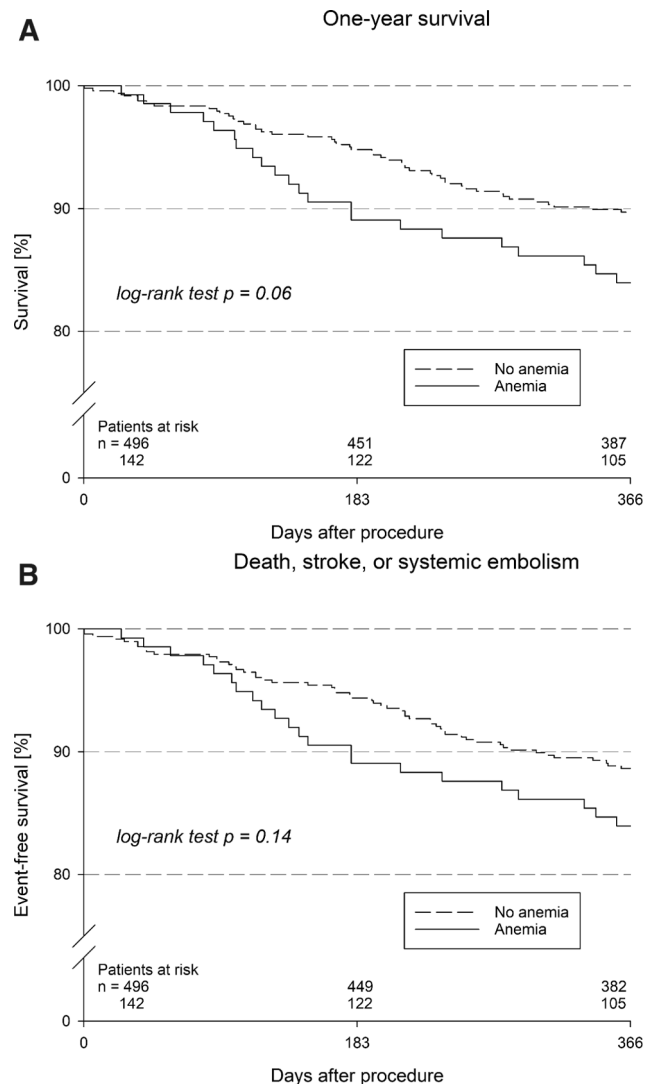 A
One-year survival
100
90
80
0
Survival [%]
log-rank test p = 0.06
No anemia
Anemia
Patients at risk
n = 496 451 387
142 122 105
0 183 366
Days after procedure
B
Death, stroke, or systemic embolism
100
90
80
0
Event-free survival [%]
log-rank test p = 0.14
No anemia
Anemia
Patients at risk
n = 496 449 382
142 122 105
0 183 366
Days after procedure